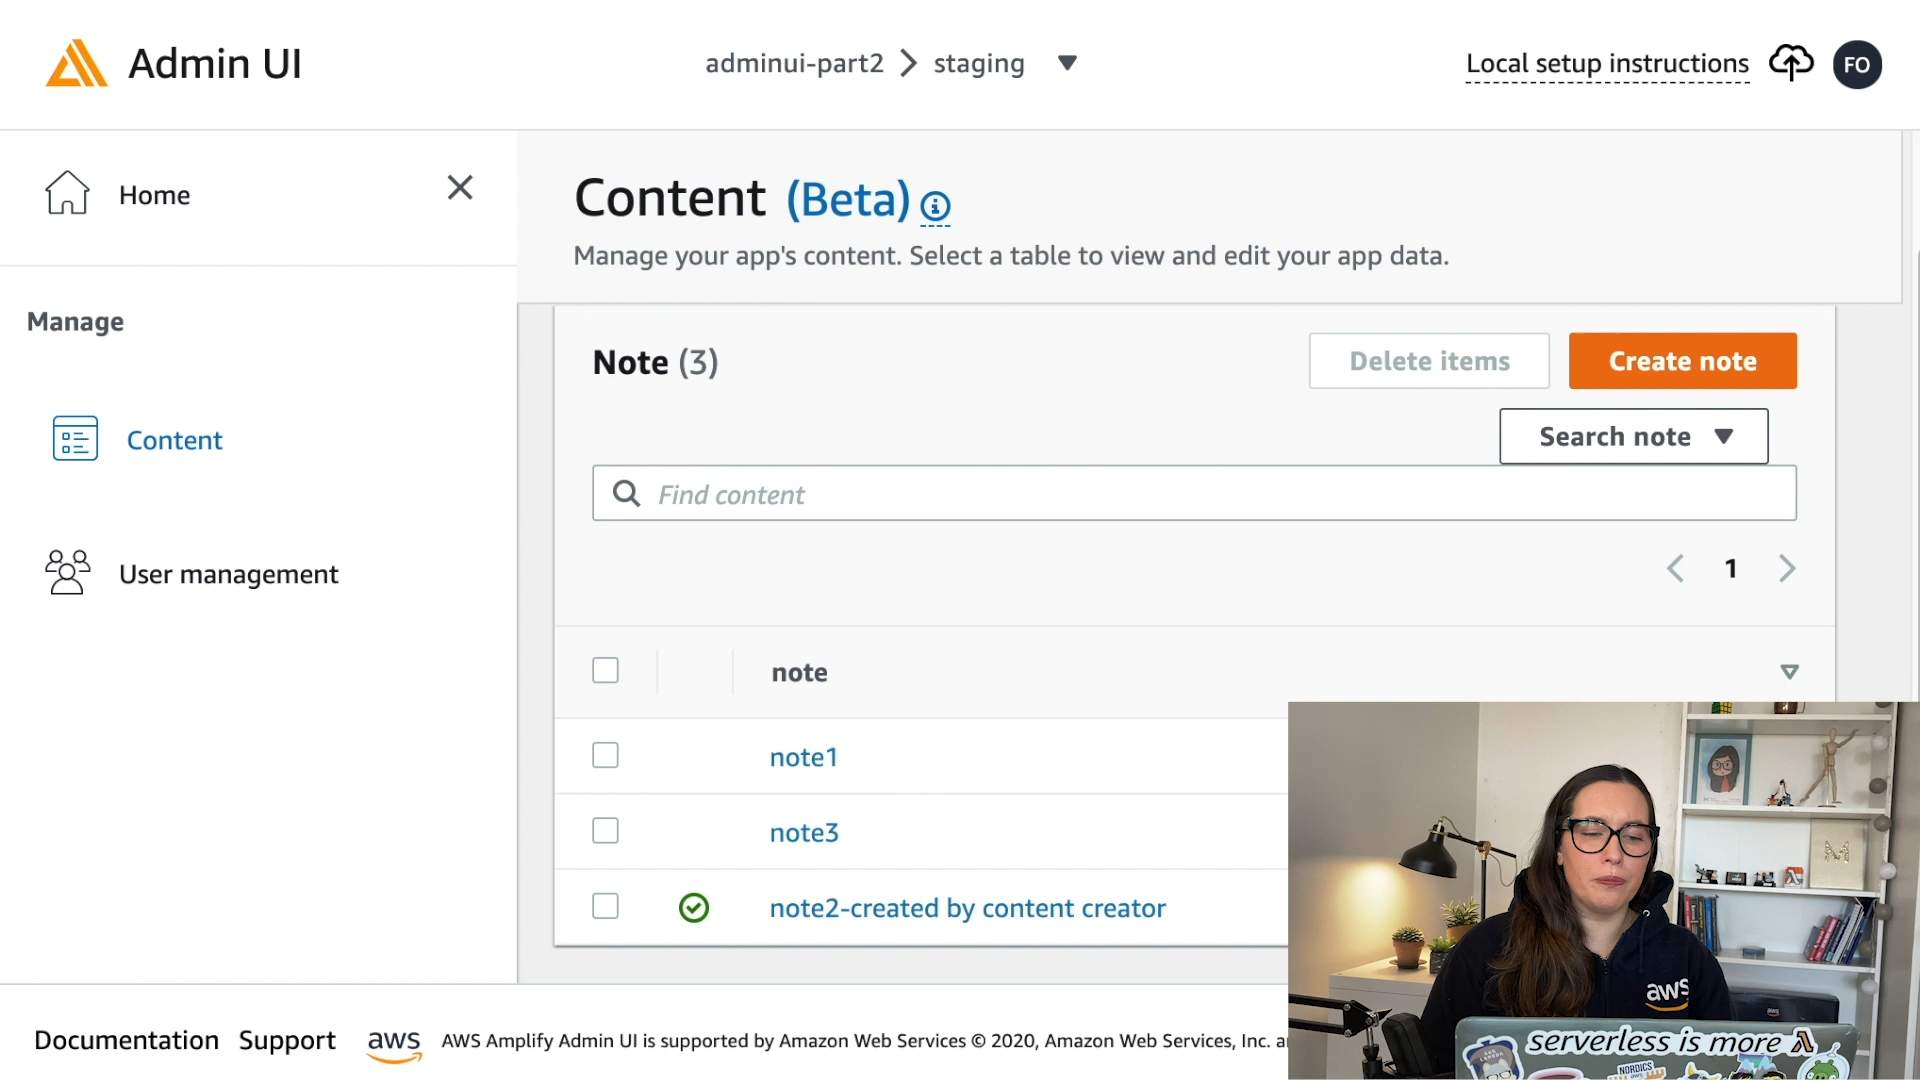 Admin UI
adminui-part2 > staging
Local setup instructions
FO
Home
Manage
Content
User management
Content (Beta)
Manage your app's content. Select a table to view and edit your app data.
Note (3)
Delete items
Create note
Search note
Find content
1
note
note1
note3
note2-created by content creator
Documentation
Support
aws
AWS Amplify Admin UI is supported by Amazon Web Services © 2020, Amazon Web Services, Inc.
aws
serverless is more
NORDICS
M